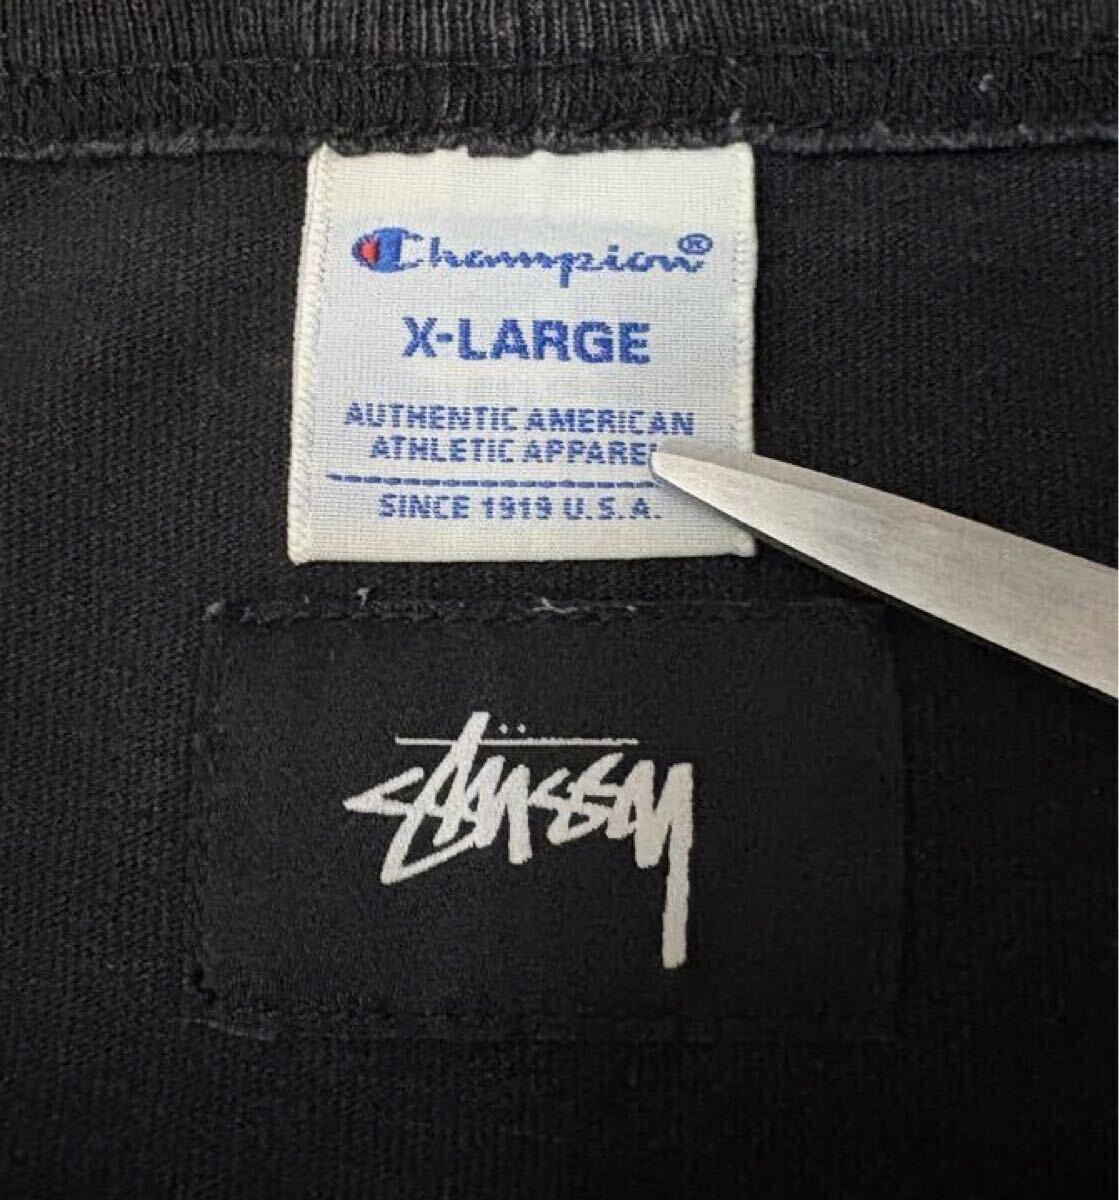 Champion®
X-LARGE
AUTHENTIC AMERICAN
ATHLETIC APPAREL
SINCE 1919 U.S.A.
Stüssy